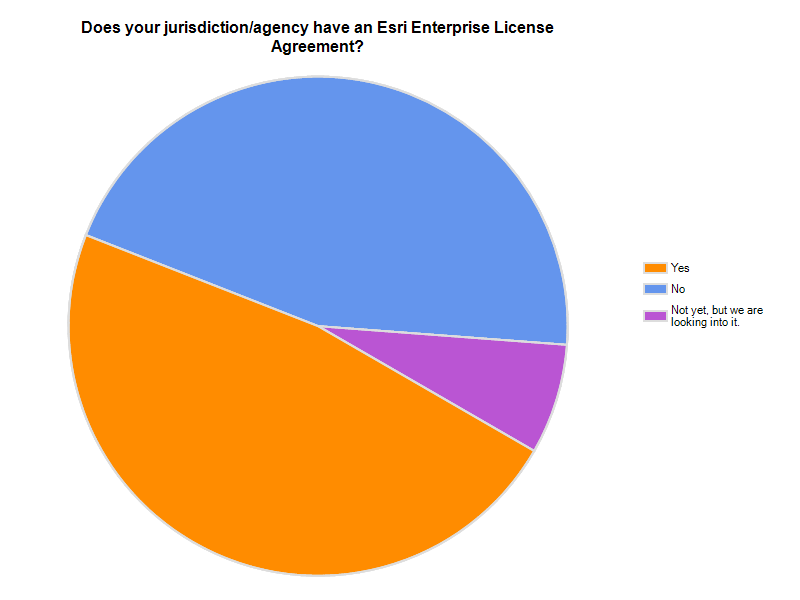 Does your jurisdiction/agency have an Esri Enterprise License
Agreement?
Yes
No
Not yet, but we are
looking into it.